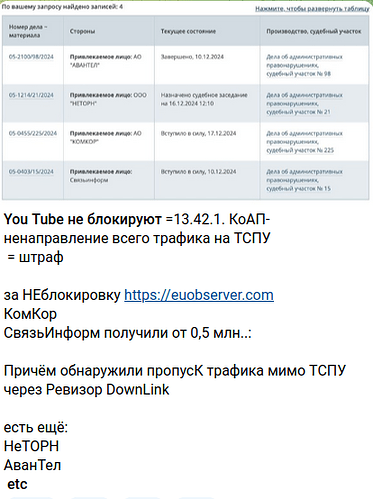 По вашему запросу найдено записей: 4
Нажмите, чтобы развернуть таблицу
Номер дела ~ материала
Стороны
Текущее состояние
Производство, судебный участок
05-2100/98/2024
Привлекаемое лицо: АО "АВАНТЕЛ"
Завершено, 10.12.2024
Дела об административных правонарушениях, судебный участок № 98
05-1214/21/2024
Привлекаемое лицо: ООО "НЕТОРН"
Назначено судебное заседание на 16.12.2024 12:10
Дела об административных правонарушениях, судебный участок № 21
05-0455/225/2024
Привлекаемое лицо: АО "КОМКОР"
Вступило в силу, 17.12.2024
Дела об административных правонарушениях, судебный участок № 225
05-0403/15/2024
Привлекаемое лицо: Связьинформ
Вступило в силу, 10.12.2024
Дела об административных правонарушениях, судебный участок № 15
You Tube не блокируют =13.42.1. КоАП-
ненаправление всего трафика на ТСПУ
= штраф
за НЕблокировку https://euobserver.com
КомКор
СвязьИнформ получили от 0,5 млн..:
Причём обнаружили пропусК трафика мимо ТСПУ
через Ревизор DownLink
есть ещё:
НеТОРН
АванТел
etc